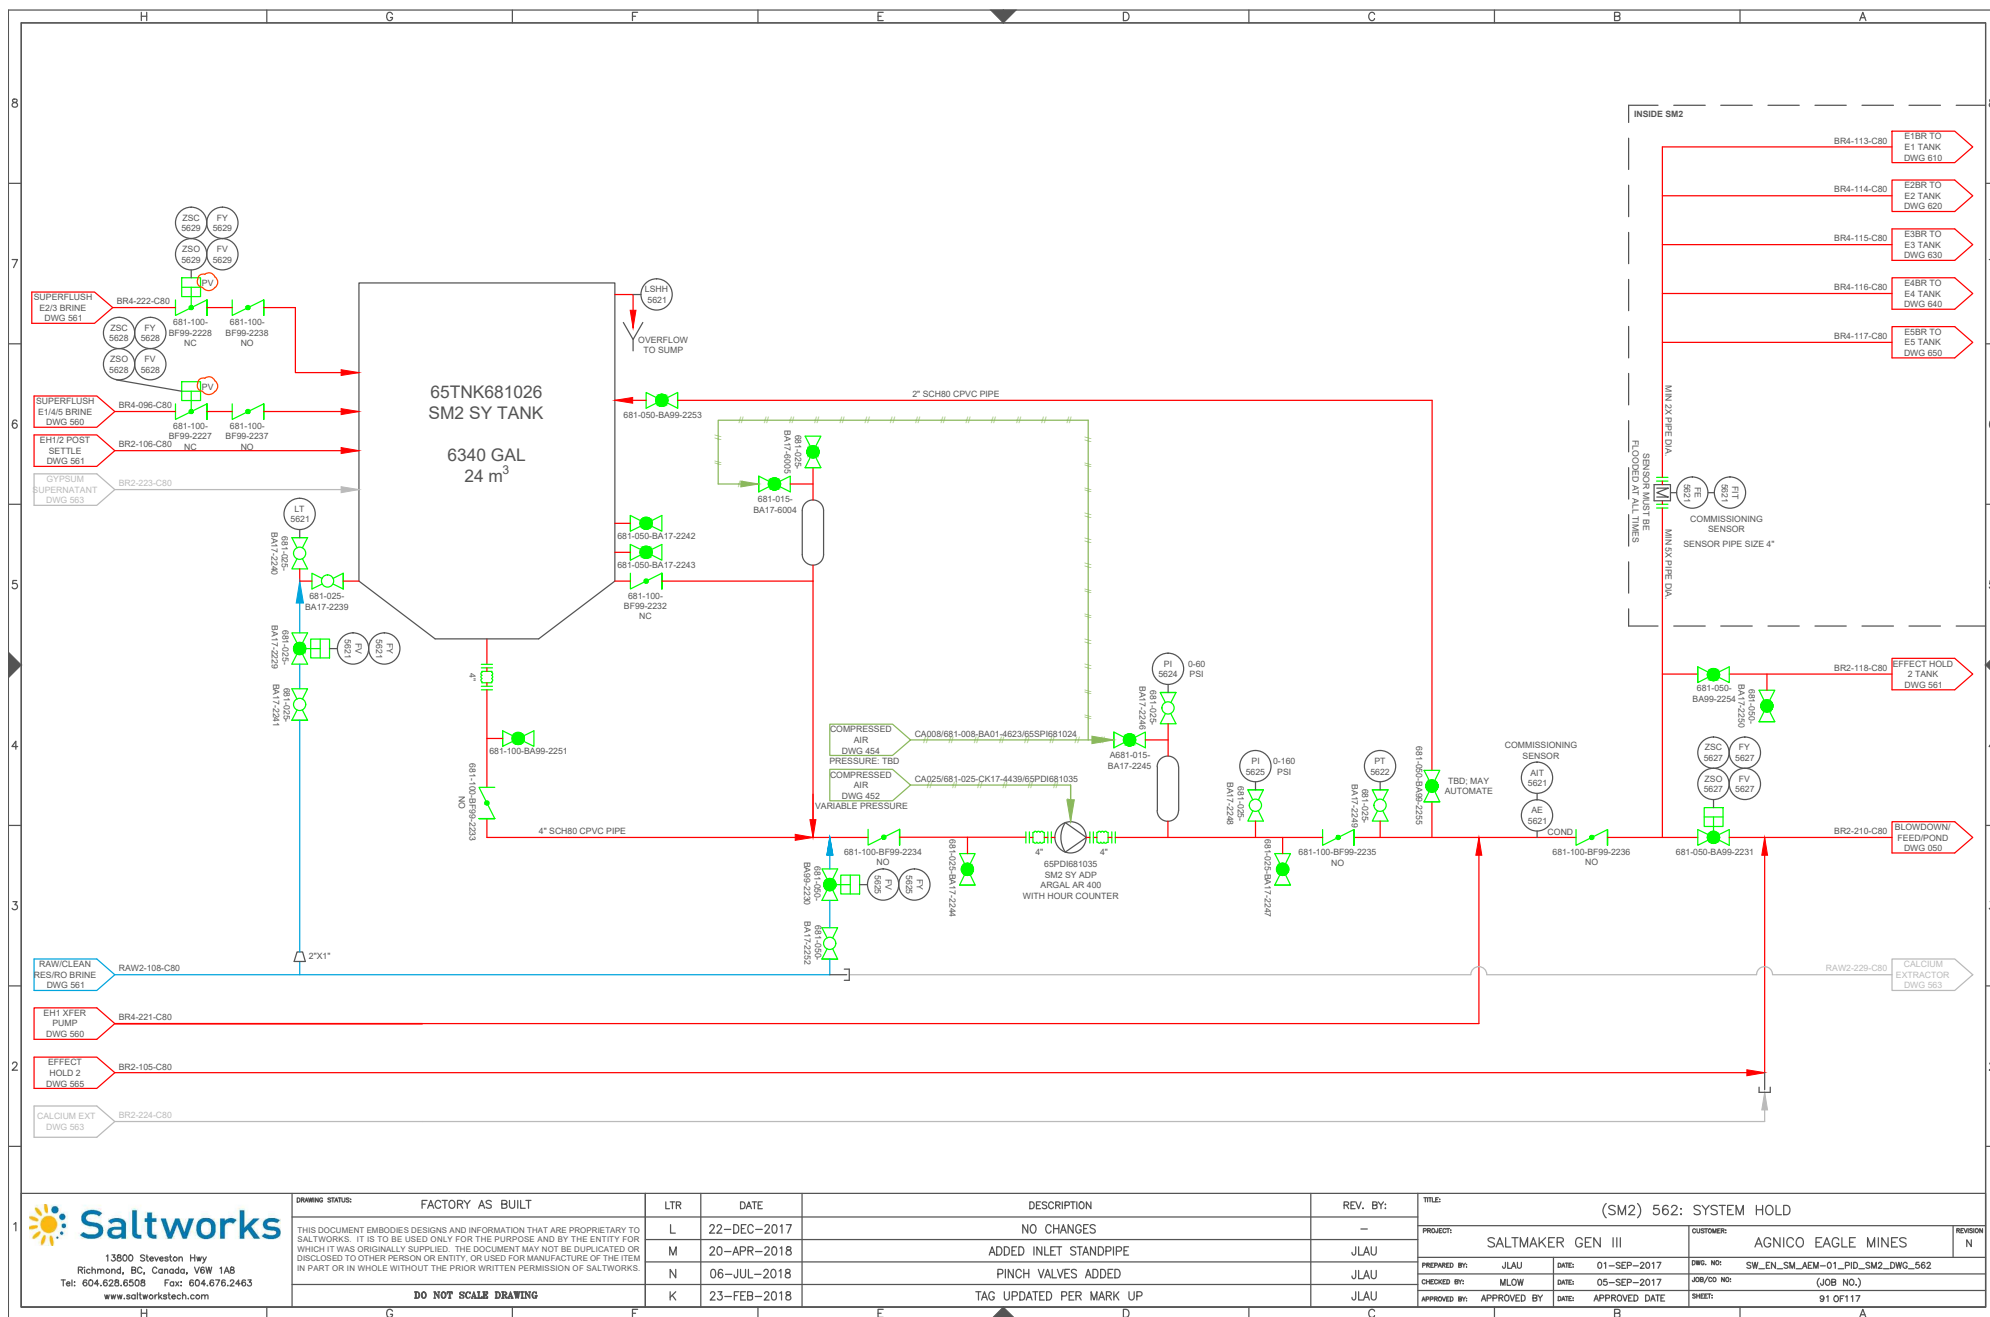 H G F E D C B A
8
7
6
5
4
3
2
1
INSIDE SM2
BR4-113-C80
E1BR TO
E1 TANK
DWG 610
BR4-114-C80
E2BR TO
E2 TANK
DWG 620
BR4-115-C80
E3BR TO
E3 TANK
DWG 630
BR4-116-C80
E4BR TO
E4 TANK
DWG 640
BR4-117-C80
E5BR TO
E5 TANK
DWG 650
ZSC
5629
FY
5629
ZSO
5629
FV
5629
PV
SUPERFLUSH
E2/3 BRINE
DWG 561
BR4-222-C80
681-100-
BF99-2228
NC
681-100-
BF99-2238
NO
ZSC
5628
FY
5628
ZSO
5628
FV
5628
PV
SUPERFLUSH
E1/4/5 BRINE
DWG 560
BR4-096-C80
681-100-
BF99-2227
NC
681-100-
BF99-2237
NO
EH1/2 POST
SETTLE
DWG 561
BR2-106-C80
GYPSUM
SUPERNATANT
DWG 563
BR2-223-C80
65TNK681026
SM2 SY TANK
6340 GAL
24 m³
LSHH
5621
OVERFLOW
TO SUMP
681-050-BA99-2253
2" SCH80 CPVC PIPE
681-025-
BA17-6005
681-015-
BA17-6004
681-050-BA17-2242
681-050-BA17-2243
681-100-
BF99-2232
NC
LT
5621
681-025-
BA17-2240
681-025-
BA17-2239
681-025-
BA17-2229
FV
5621
FY
5621
681-025-
BA17-2241
4"
681-100-BA99-2251
681-100-BF99-2233
NO
4" SCH80 CPVC PIPE
MIN 2X PIPE DIA.
SENSOR MUST BE
FLOODED AT ALL TIMES
M
FE
5621
FIT
5621
COMMISSIONING
SENSOR
SENSOR PIPE SIZE 4"
MIN 5X PIPE DIA.
COMPRESSED
AIR
DWG 454
PRESSURE: TBD
CA008/681-008-BA01-4623/65SPI681024
COMPRESSED
AIR
DWG 452
VARIABLE PRESSURE
CA025/681-025-CK17-4439/65PDI681035
PI
5624
0-60
PSI
681-025-
BA17-2246
A681-015-
BA17-2245
PI
5625
0-160
PSI
681-025-
BA17-2248
PT
5622
681-025-
BA17-2249
681-050-BA99-2255
TBD; MAY
AUTOMATE
COMMISSIONING
SENSOR
AIT
5621
AE
5621
COND
681-050-
BA99-2254
681-050-
BA17-2250
BR2-118-C80
EFFECT HOLD
2 TANK
DWG 561
ZSC
5627
FY
5627
ZSO
5627
FV
5627
681-100-BF99-2234
NO
681-050-
BA99-2230
FV
5625
FY
5625
681-050-
BA17-2252
681-025-BA17-2244
4"
4"
65PDI681035
SM2 SY ADP
ARGAL AR 400
WITH HOUR COUNTER
681-025-BA17-2247
681-100-BF99-2235
NO
681-100-BF99-2236
NO
681-050-BA99-2231
BR2-210-C80
BLOWDOWN/
FEED/POND
DWG 050
2"X1"
RAW/CLEAN
RES/RO BRINE
DWG 561
RAW2-108-C80
RAW2-229-C80
CALCIUM
EXTRACTOR
DWG 563
EH1 XFER
PUMP
DWG 560
BR4-221-C80
EFFECT
HOLD 2
DWG 565
BR2-105-C80
CALCIUM EXT
DWG 563
BR2-224-C80
Saltworks
13800 Steveston Hwy
Richmond, BC, Canada, V6W 1A8
Tel: 604.628.6508 Fax: 604.676.2463
www.saltworkstech.com
DRAWING STATUS:
FACTORY AS BUILT
THIS DOCUMENT EMBODIES DESIGNS AND INFORMATION THAT ARE PROPRIETARY TO
SALTWORKS. IT IS TO BE USED ONLY FOR THE PURPOSE AND BY THE ENTITY FOR
WHICH IT WAS ORIGINALLY SUPPLIED. THE DOCUMENT MAY NOT BE DUPLICATED OR
DISCLOSED TO OTHER PERSON OR ENTITY, OR USED FOR MANUFACTURE OF THE ITEM
IN PART OR IN WHOLE WITHOUT THE PRIOR WRITTEN PERMISSION OF SALTWORKS.
DO NOT SCALE DRAWING
LTR DATE DESCRIPTION REV. BY:
L 22-DEC-2017 NO CHANGES -
M 20-APR-2018 ADDED INLET STANDPIPE JLAU
N 06-JUL-2018 PINCH VALVES ADDED JLAU
K 23-FEB-2018 TAG UPDATED PER MARK UP JLAU
TITLE:
(SM2) 562: SYSTEM HOLD
PROJECT:
SALTMAKER GEN III
CUSTOMER:
AGNICO EAGLE MINES
REVISION
N
PREPARED BY: JLAU DATE: 01-SEP-2017
DWG. NO: SW_EN_SM_AEM-01_PID_SM2_DWG_562
CHECKED BY: MLOW DATE: 05-SEP-2017
JOB/CO NO: (JOB NO.)
APPROVED BY: APPROVED BY DATE: APPROVED DATE
SHEET: 91 OF117
H G F E D C B A